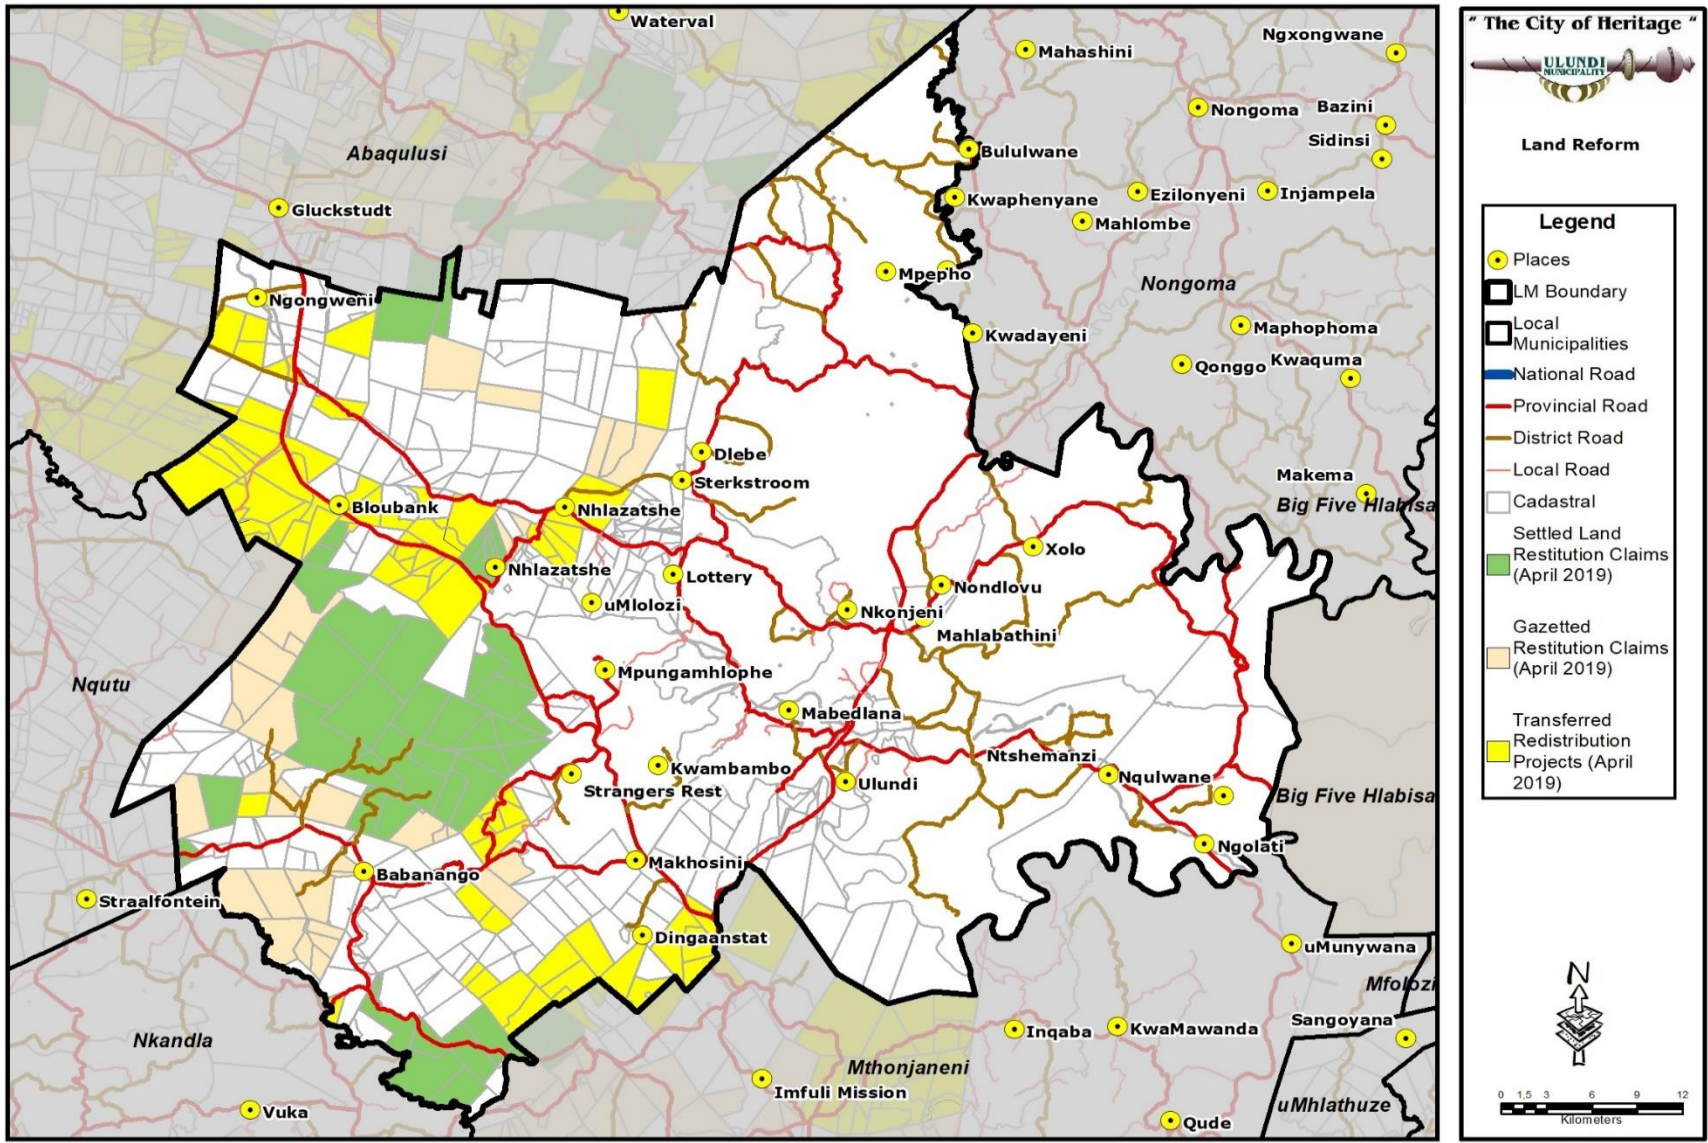 Waterval
Mahashini
Ngxongwane
Nongoma
Bazini
Sidinsi
Abaqulusi
Bululwane
Gluckstudt
Kwaphenyane
Ezilonyeni
Injampela
Mahlombe
Ngongweni
Mpepho
Nongoma
Kwadayeni
Maphophoma
Qonggo
Kwaquma
Dlebe
Sterkstroom
Makema
Big Five Hlabisa
Bloubank
Nhlazatshe
Xolo
Nhlazatshe
Lottery
Nondlovu
uMlolozi
Nkonjeni
Mahlabathini
Nqutu
Mpungamhlophe
Mabedlana
Kwambambo
Ntshemanzi
Strangers Rest
Ulundi
Nqulwane
Big Five Hlabisa
Ngolati
Makhosini
Babanango
Straalfontein
Dingaanstat
uMunywana
Mfolozi
Sangoyana
Inqaba
KwaMawanda
Nkandla
Mthonjaneni
Imfuli Mission
uMhlathuze
Vuka
Qude
" The City of Heritage "
ULUNDI
MUNICIPALITY
Land Reform
Legend
Places
LM Boundary
Local
Municipalities
National Road
Provincial Road
District Road
Local Road
Cadastral
Settled Land
Restitution Claims
(April 2019)
Gazetted
Restitution Claims
(April 2019)
Transferred
Redistribution
Projects (April
2019)
N
0 1,5 3 6 9 12
Kilometers